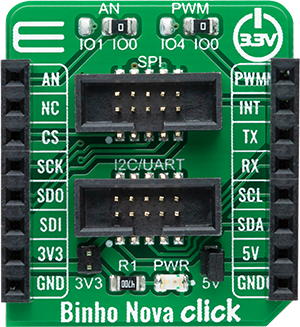 AN PWM
IO1 IO0 IO4 IO0
3.3V
SPI
AN PWM
NC INT
CS TX
SCK RX
I2C/UART
SDO SCL
SDI SDA
3V3 5V
GND GND
R1 PWR
3V3 4700 5V
Binho Nova click